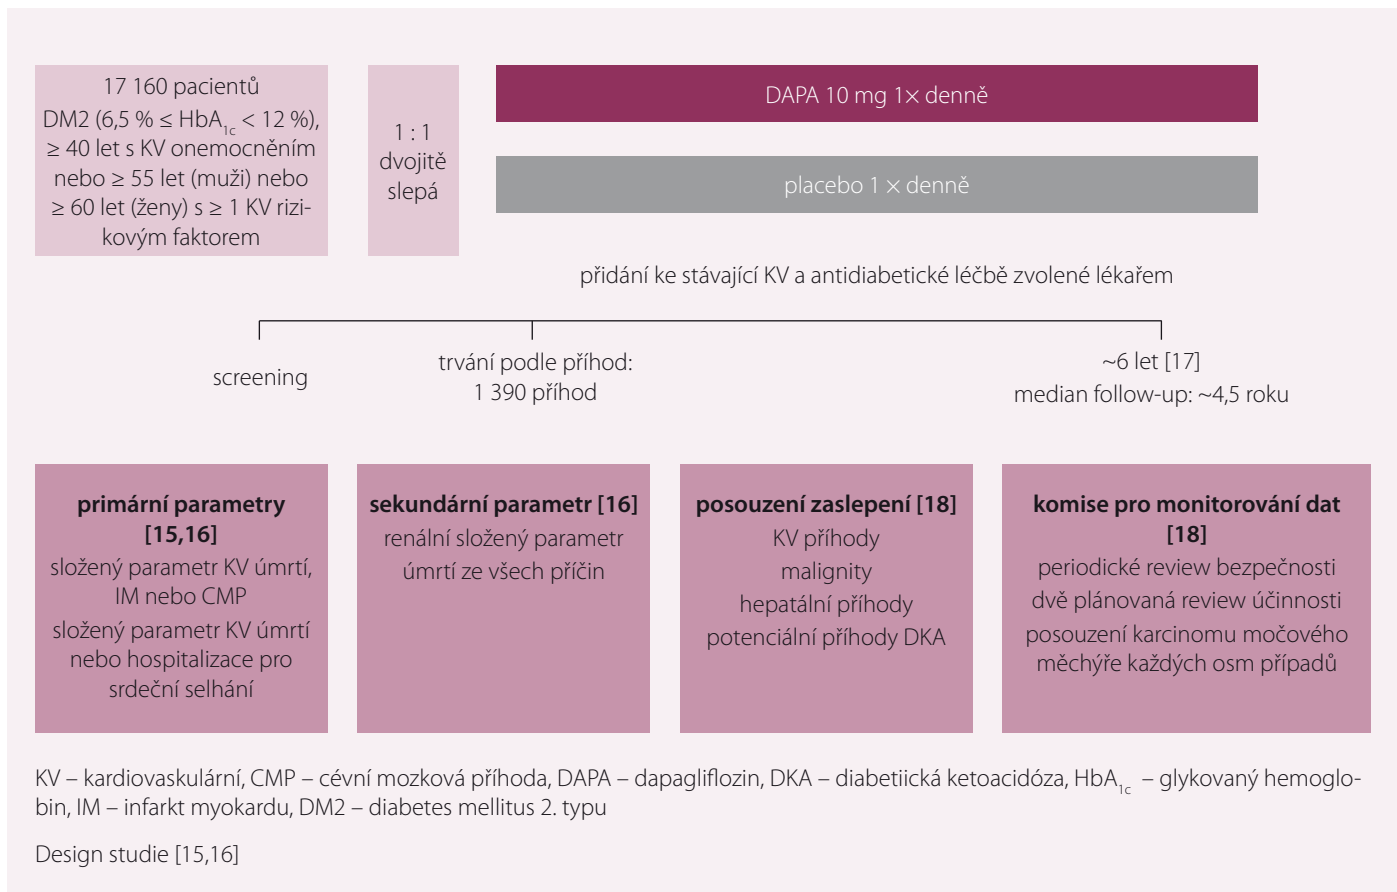 17 160 pacientů
DM2 (6,5 % ≤ HbA1c < 12 %),
≥ 40 let s KV onemocněním
nebo ≥ 55 let (muži) nebo
≥ 60 let (ženy) s ≥ 1 KV rizi-
kovým faktorem
1 : 1
dvojitě
slepá
DAPA 10 mg 1× denně
placebo 1 × denně
přidání ke stávající KV a antidiabetické léčbě zvolené lékařem
screening
trvání podle příhod:
1 390 příhod
~6 let [17]
median follow-up: ~4,5 roku
primární parametry
[15,16]
složený parametr KV úmrtí,
IM nebo CMP
složený parametr KV úmrtí
nebo hospitalizace pro
srdeční selhání
sekundární parametr [16]
renální složený parametr
úmrtí ze všech příčin
posouzení zaslepení [18]
KV příhody
malignity
hepatální příhody
potenciální příhody DKA
komise pro monitorování dat
[18]
periodické review bezpečnosti
dvě plánovaná review účinnosti
posouzení karcinomu močového
měchýře každých osm případů
KV – kardiovaskulární, CMP – cévní mozková příhoda, DAPA – dapagliflozin, DKA – diabetiická ketoacidóza, HbA1c – glykovaný hemoglo-
bin, IM – infarkt myokardu, DM2 – diabetes mellitus 2. typu
Design studie [15,16]